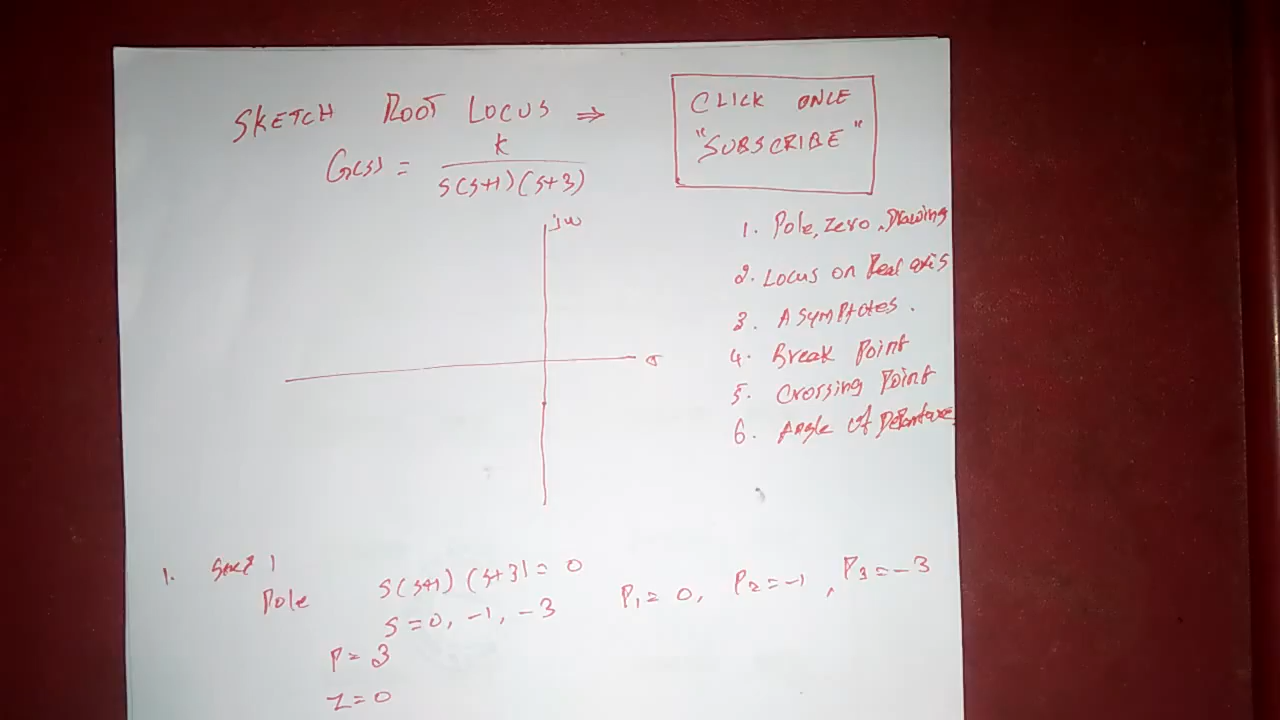 SKETCH ROOT LOCUS ⇒
G(s) = K / s(s+1)(s+3)
CLICK ONCE
"SUBSCRIBE"
jw
σ
1. Pole, Zero, Drawing
2. Locus on Real axis
3. Asymptotes.
4. Break Point
5. Crossing Point
6. Angle of Departure
1. Step 1
Pole s(s+1)(s+3) = 0
s = 0, -1, -3 P1 = 0, P2 = -1, P3 = -3
P = 3
Z = 0